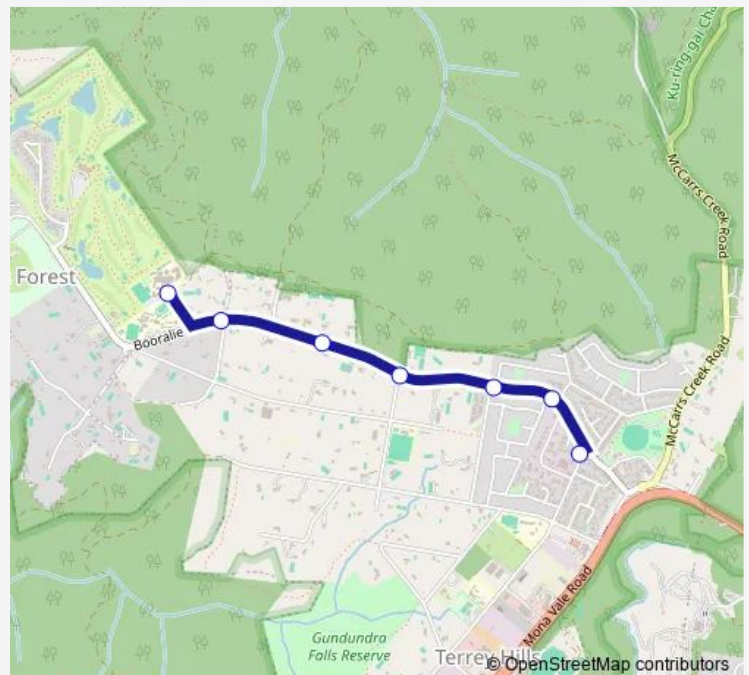 Ku-ring-gai Cha
McCarrs Creek Road
Forest
Booralie
McCarrs Creek Road
Mona Vale Road
Gundundra
Falls Reserve
Terrey Hills
© OpenStreetMap contributors